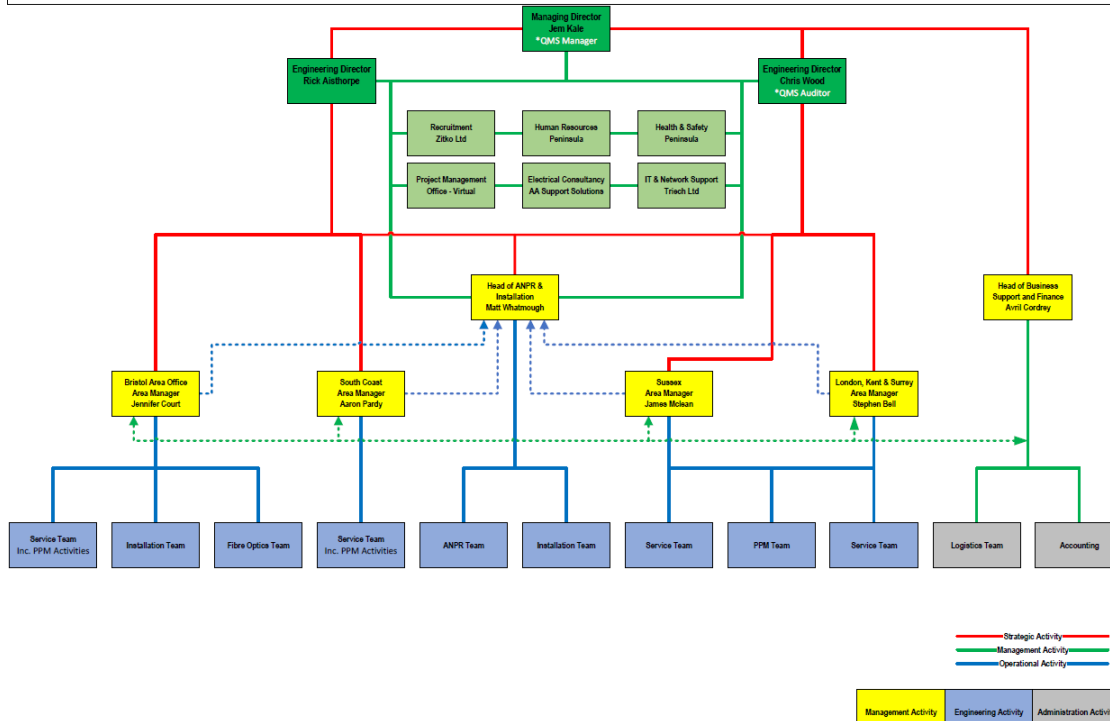 Managing Director
Jem Kale
*QMS Manager
Engineering Director
Rick Aisthorpe
Engineering Director
Chris Wood
*QMS Auditor
Recruitment
Zitko Ltd
Human Resources
Peninsula
Health & Safety
Peninsula
Project Management
Office - Virtual
Electrical Consultancy
AA Support Solutions
IT & Network Support
Ltd
Head of ANPR &
Installation
Matt Whatmough
Head of Business
Support and Finance
Avril Cordrey
Bristol Area Office
Area Manager
Jennifer Court
South Coast
Area Manager
Aaron Pardy
Sussex
Area Manager
James Mclean
London, Kent & Surrey
Area Manager
Stephen Bell
Service Team
Inc. PPM Activities
Installation Team
Fibre Optics Team
Service Team
Inc. PPM Activities
ANPR Team
Installation Team
Service Team
PPM Team
Service Team
Logistics Team
Accounting
Strategic Activity
Management Activity
Operational Activity
Management Activity
Engineering Activity
Administration Activi